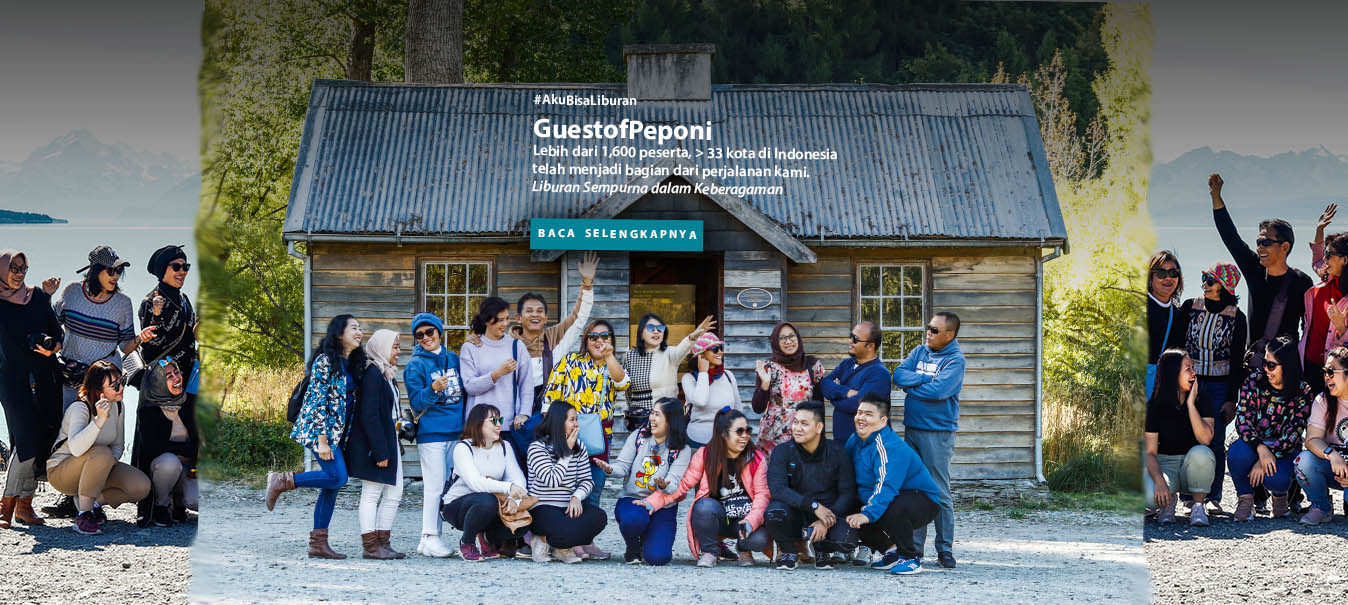 #AkuBisaLiburan
GuestofPeponi
Lebih dari 1,600 peserta, > 33 kota di Indonesia
telah menjadi bagian dari perjalanan kami.
Liburan Sempurna dalam Keberagaman
BACA SELENGKAPNYA